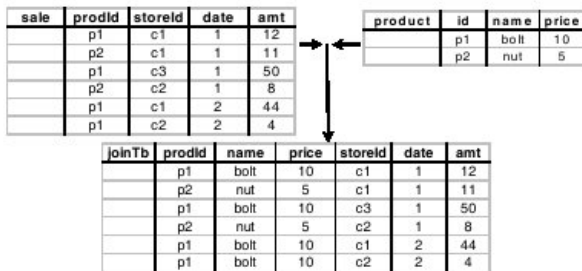 sale prodId storeId date amt
p1 c1 1 12
p2 c1 1 11
p1 c3 1 50
p2 c2 1 8
p1 c1 2 44
p1 c2 2 4
product id name price
p1 bolt 10
p2 nut 5
joinTb prodId name price storeId date amt
p1 bolt 10 c1 1 12
p2 nut 5 c1 1 11
p1 bolt 10 c3 1 50
p2 nut 5 c2 1 8
p1 bolt 10 c1 2 44
p1 bolt 10 c2 2 4